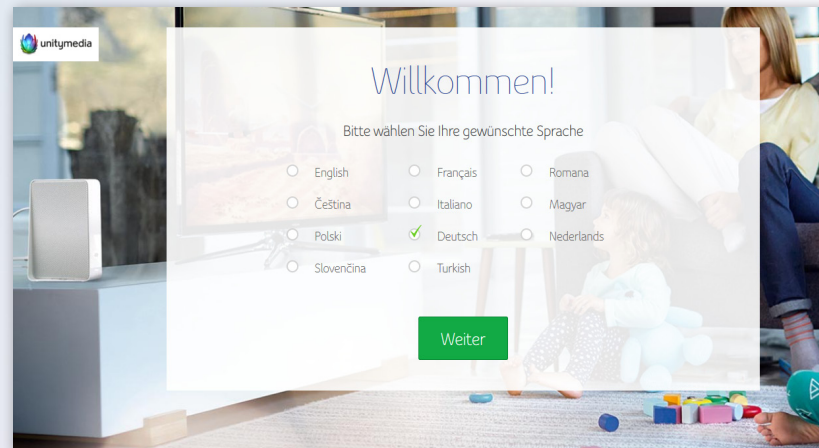 unitymedia
Willkommen!
Bitte wählen Sie Ihre gewünschte Sprache
English Français Romana
Čeština Italiano Magyar
Polski Deutsch Nederlands
Slovenčina Turkish
Weiter